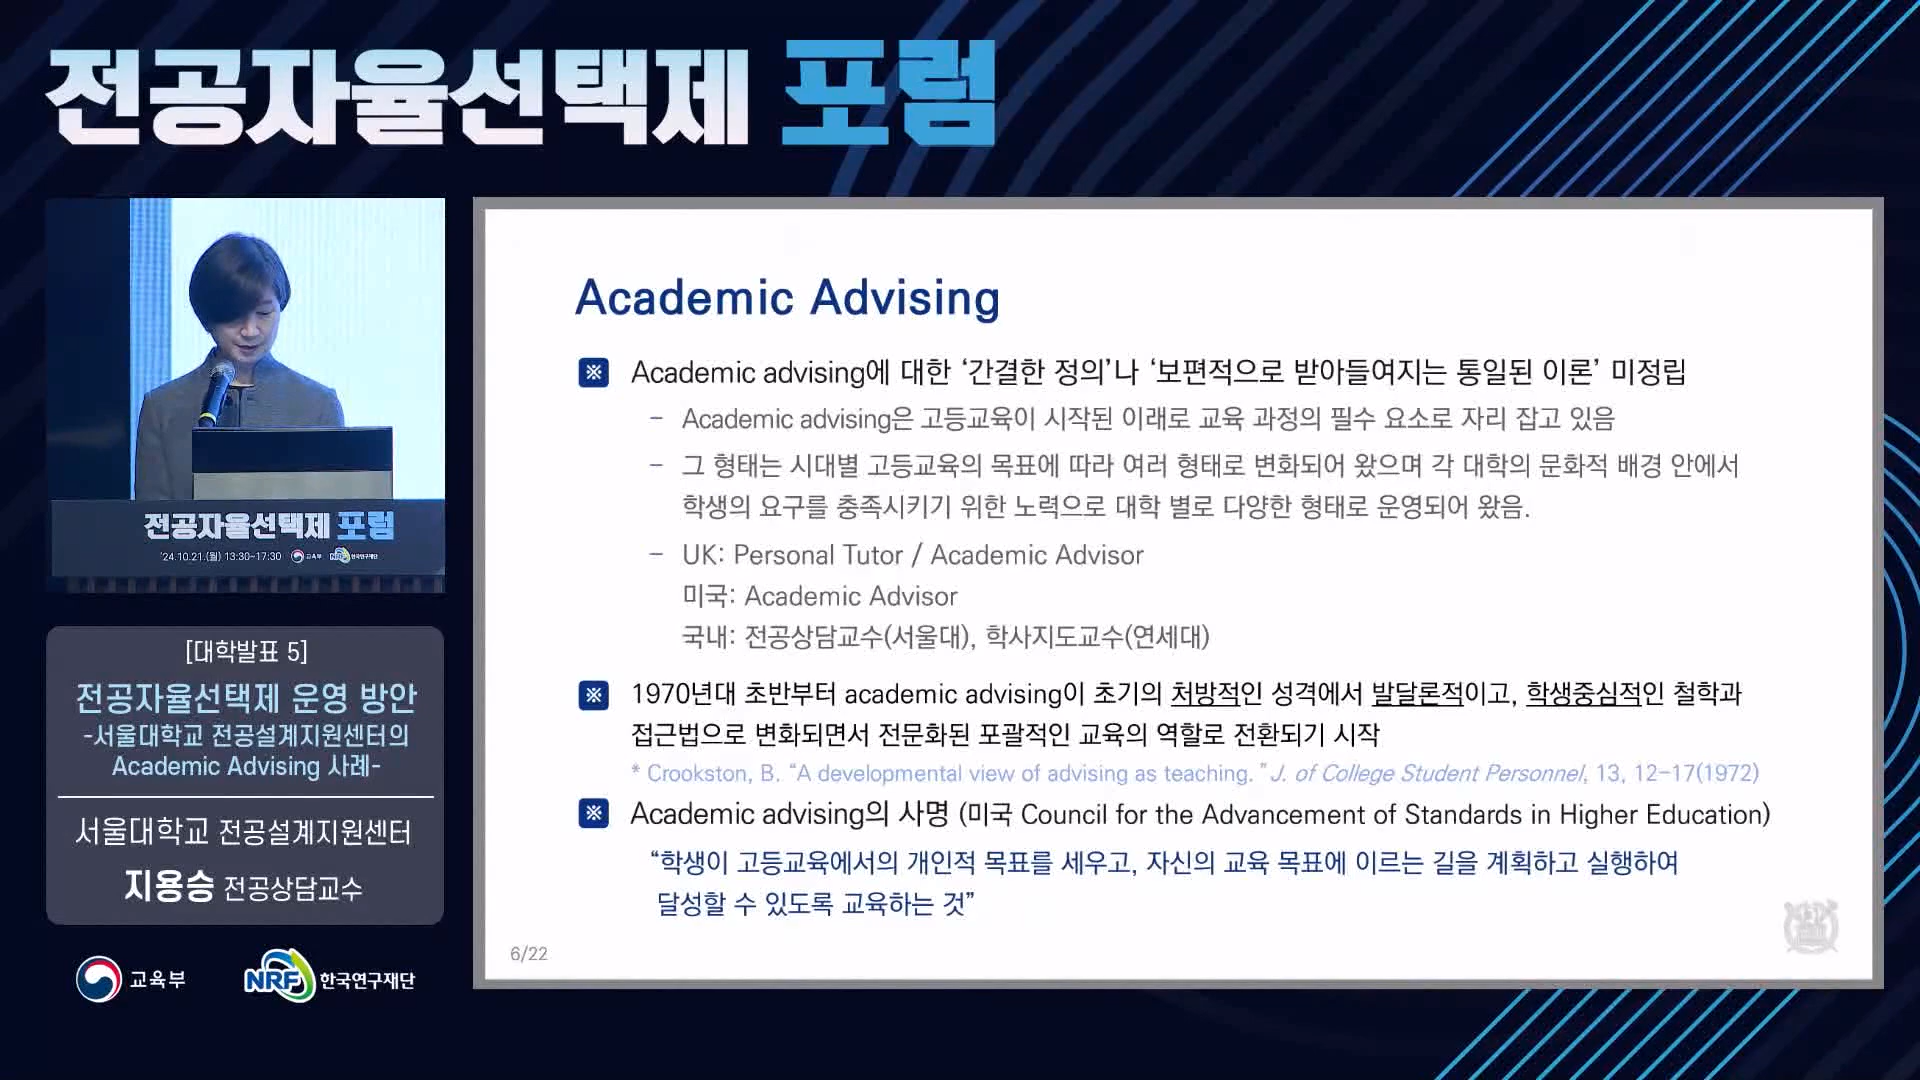 전공자율선택제 포럼
전공자율선택제 포럼
'24.10.21.(월) 13:30~17:30 교육부 NRF 한국연구재단
[대학발표 5]
전공자율선택제 운영 방안
-서울대학교 전공설계지원센터의
Academic Advising 사례-
서울대학교 전공설계지원센터
지용승 전공상담교수
교육부
NRF 한국연구재단
Academic Advising
※ Academic advising에 대한 ‘간결한 정의’나 ‘보편적으로 받아들여지는 통일된 이론’ 미정립
– Academic advising은 고등교육이 시작된 이래로 교육 과정의 필수 요소로 자리 잡고 있음
– 그 형태는 시대별 고등교육의 목표에 따라 여러 형태로 변화되어 왔으며 각 대학의 문화적 배경 안에서
학생의 요구를 충족시키기 위한 노력으로 대학 별로 다양한 형태로 운영되어 왔음.
– UK: Personal Tutor / Academic Advisor
미국: Academic Advisor
국내: 전공상담교수(서울대), 학사지도교수(연세대)
※ 1970년대 초반부터 academic advising이 초기의 처방적인 성격에서 발달론적이고, 학생중심적인 철학과
접근법으로 변화되면서 전문화된 포괄적인 교육의 역할로 전환되기 시작
* Crookston, B. “A developmental view of advising as teaching.” J. of College Student Personnel, 13, 12-17(1972)
※ Academic advising의 사명 (미국 Council for the Advancement of Standards in Higher Education)
“학생이 고등교육에서의 개인적 목표를 세우고, 자신의 교육 목표에 이르는 길을 계획하고 실행하여
달성할 수 있도록 교육하는 것”
6/22